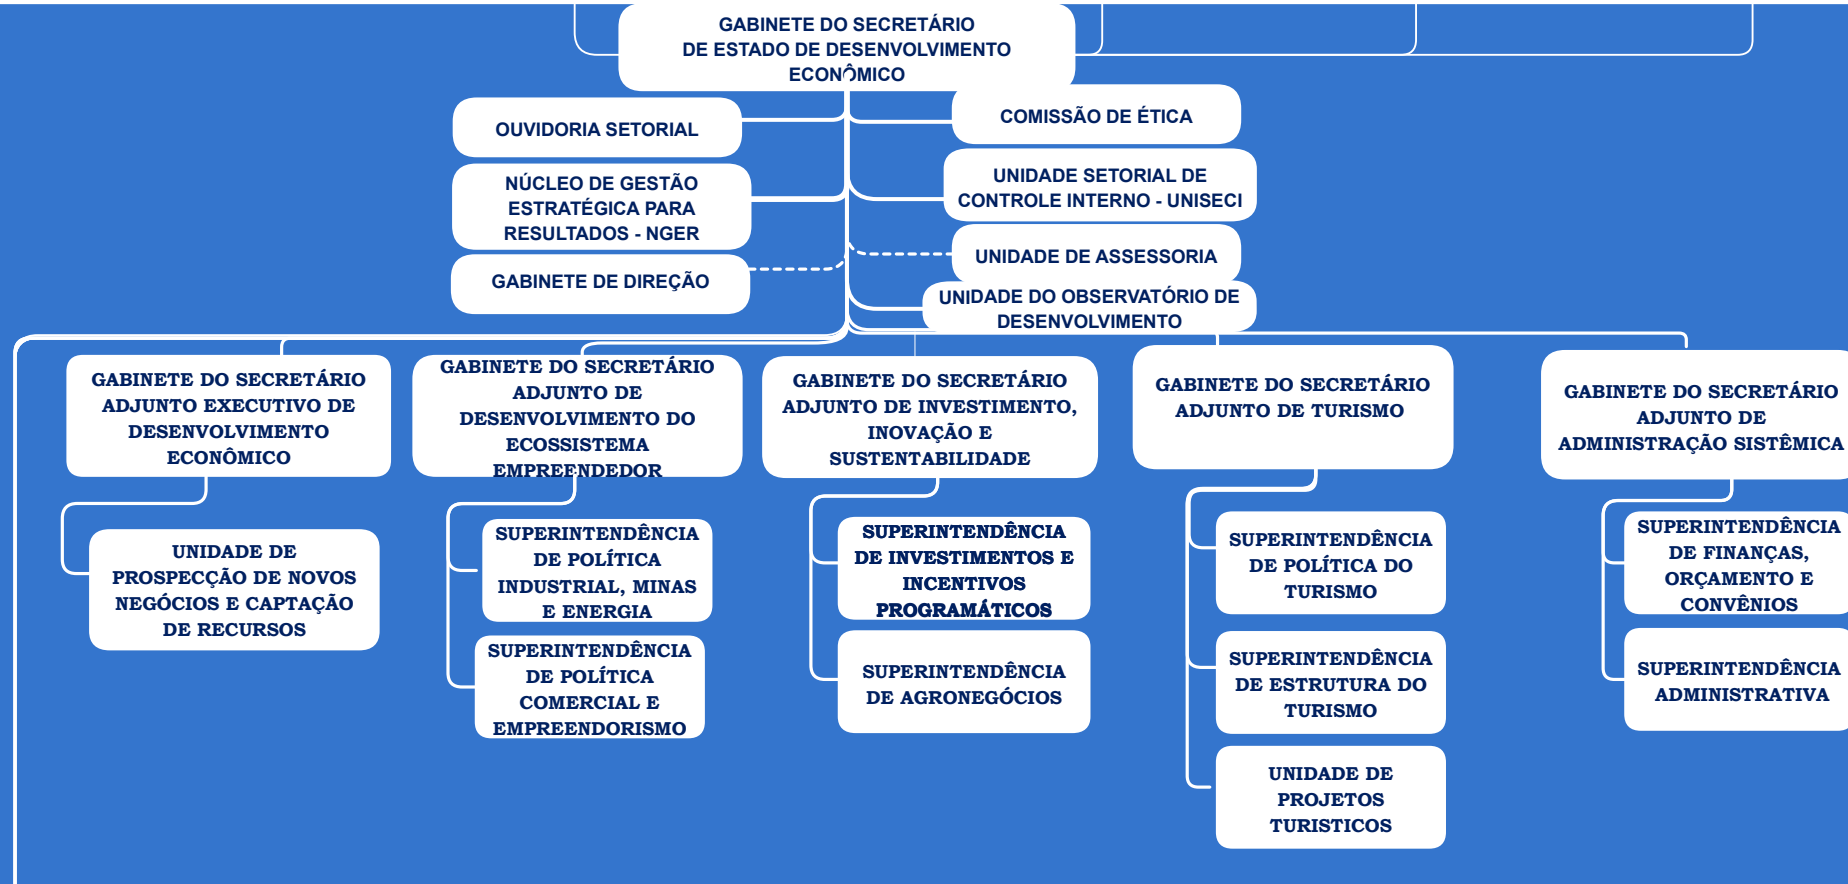 GABINETE DO SECRETÁRIO
DE ESTADO DE DESENVOLVIMENTO
ECONÔMICO
OUVIDORIA SETORIAL
COMISSÃO DE ÉTICA
NÚCLEO DE GESTÃO
ESTRATÉGICA PARA
RESULTADOS - NGER
UNIDADE SETORIAL DE
CONTROLE INTERNO - UNISECI
GABINETE DE DIREÇÃO
UNIDADE DE ASSESSORIA
UNIDADE DO OBSERVATÓRIO DE
DESENVOLVIMENTO
GABINETE DO SECRETÁRIO
ADJUNTO EXECUTIVO DE
DESENVOLVIMENTO
ECONÔMICO
GABINETE DO SECRETÁRIO
ADJUNTO DE
DESENVOLVIMENTO DO
ECOSSISTEMA
EMPREENDEDOR
GABINETE DO SECRETÁRIO
ADJUNTO DE INVESTIMENTO,
INOVAÇÃO E
SUSTENTABILIDADE
GABINETE DO SECRETÁRIO
ADJUNTO DE TURISMO
GABINETE DO SECRETÁRIO
ADJUNTO DE
ADMINISTRAÇÃO SISTÊMICA
UNIDADE DE
PROSPECÇÃO DE NOVOS
NEGÓCIOS E CAPTAÇÃO
DE RECURSOS
SUPERINTENDÊNCIA
DE POLÍTICA
INDUSTRIAL, MINAS
E ENERGIA
SUPERINTENDÊNCIA
DE POLÍTICA
COMERCIAL E
EMPREENDORISMO
SUPERINTENDÊNCIA
DE INVESTIMENTOS E
INCENTIVOS
PROGRAMÁTICOS
SUPERINTENDÊNCIA
DE AGRONEGÓCIOS
SUPERINTENDÊNCIA
DE POLÍTICA DO
TURISMO
SUPERINTENDÊNCIA
DE ESTRUTURA DO
TURISMO
UNIDADE DE
PROJETOS
TURISTICOS
SUPERINTENDÊNCIA
DE FINANÇAS,
ORÇAMENTO E
CONVÊNIOS
SUPERINTENDÊNCIA
ADMINISTRATIVA